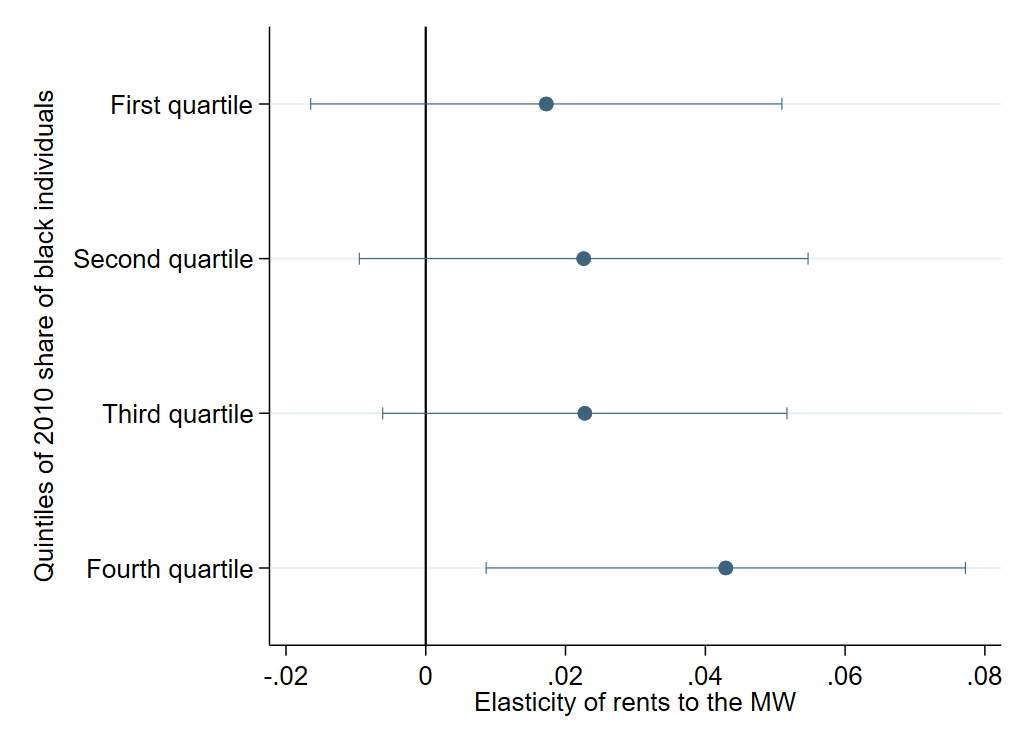 Quintiles of 2010 share of black individuals
First quartile
Second quartile
Third quartile
Fourth quartile
-.02 0 .02 .04 .06 .08
Elasticity of rents to the MW